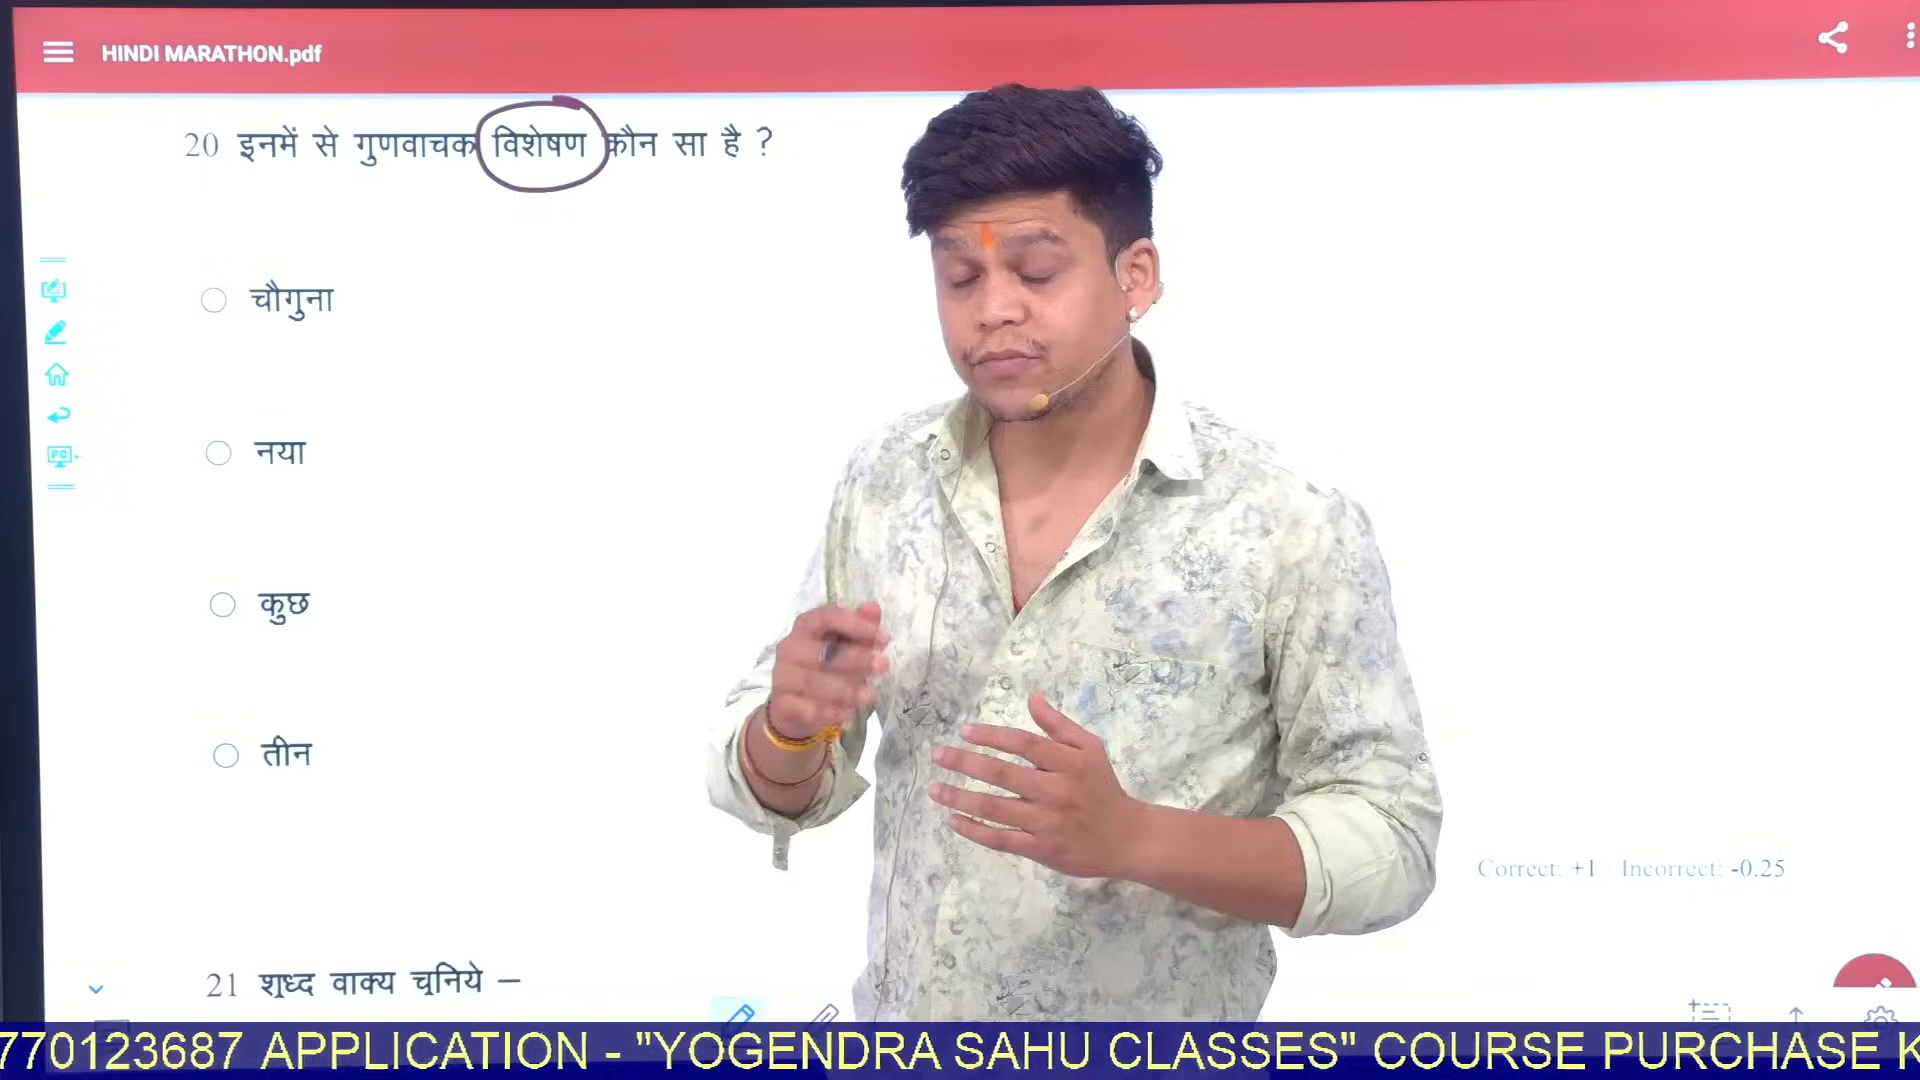 HINDI MARATHON.pdf
20 इनमें से गुणवाचक विशेषण कौन सा है ?
चौगुना
नया
कुछ
तीन
Correct: +1 · Incorrect: -0.25
21 शुध्द वाक्य चुनिये –
770123687 APPLICATION - "YOGENDRA SAHU CLASSES" COURSE PURCHASE K